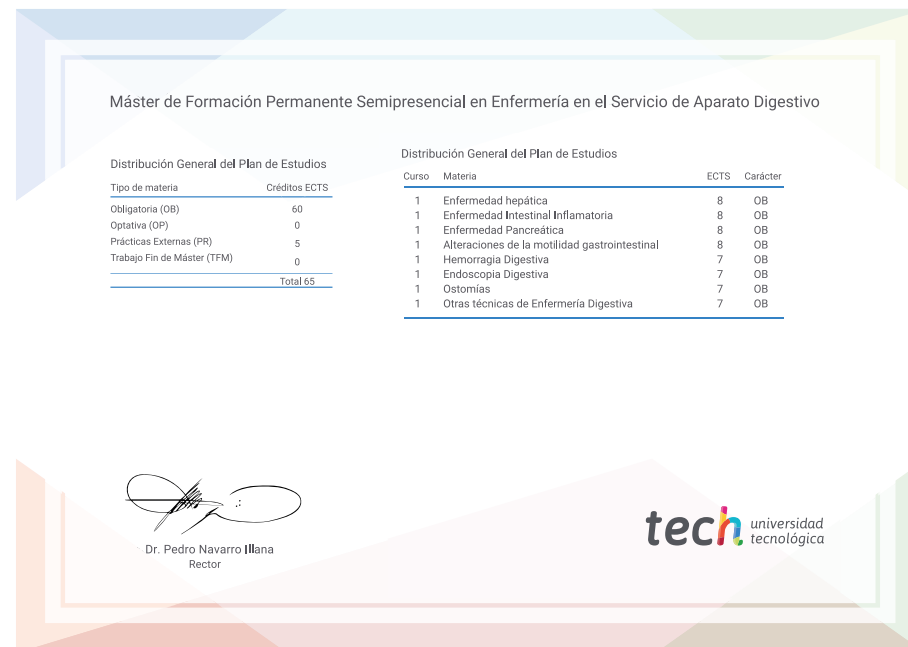 Máster de Formación Permanente Semipresencial en Enfermería en el Servicio de Aparato Digestivo
Distribución General del Plan de Estudios
Tipo de materia Créditos ECTS
Obligatoria (OB) 60
Optativa (OP) 0
Prácticas Externas (PR) 5
Trabajo Fin de Máster (TFM) 0
Total 65
Distribución General del Plan de Estudios
Curso Materia ECTS Carácter
1 Enfermedad hepática 8 OB
1 Enfermedad Intestinal Inflamatoria 8 OB
1 Enfermedad Pancreática 8 OB
1 Alteraciones de la motilidad gastrointestinal 8 OB
1 Hemorragia Digestiva 7 OB
1 Endoscopia Digestiva 7 OB
1 Ostomías 7 OB
1 Otras técnicas de Enfermería Digestiva 7 OB
Dr. Pedro Navarro Illana
Rector
tech universidad
tecnológica